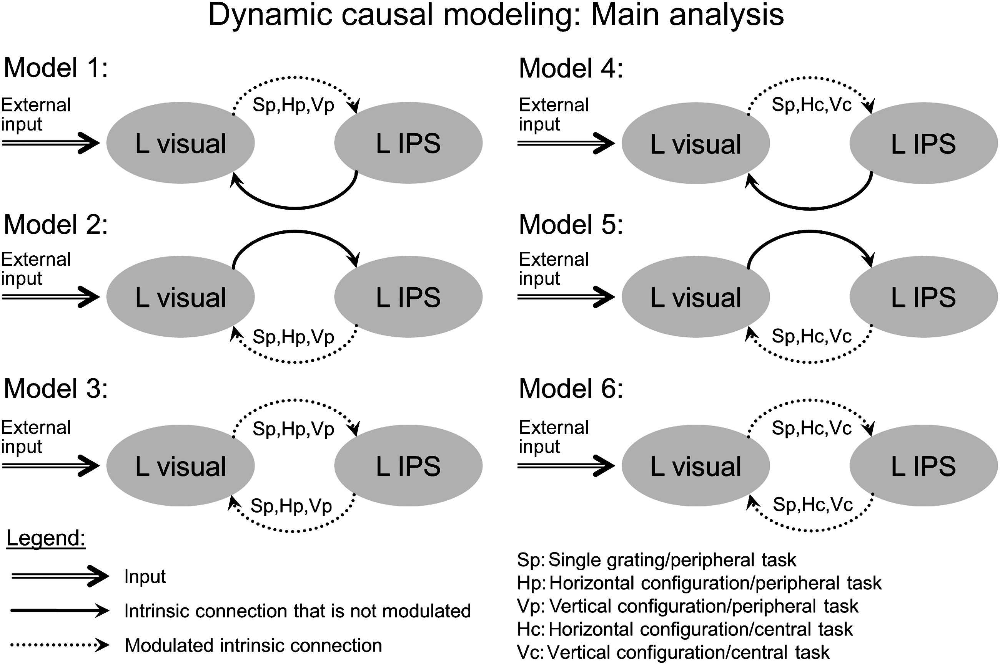 Dynamic causal modeling: Main analysis
Model 1:
External
input
L visual
Sp,Hp,Vp
L IPS
Model 2:
External
input
L visual
L IPS
Sp,Hp,Vp
Model 3:
External
input
L visual
Sp,Hp,Vp
L IPS
Sp,Hp,Vp
Model 4:
External
input
L visual
Sp,Hc,Vc
L IPS
Model 5:
External
input
L visual
L IPS
Sp,Hc,Vc
Model 6:
External
input
L visual
Sp,Hc,Vc
L IPS
Sp,Hc,Vc
Legend:
Input
Intrinsic connection that is not modulated
Modulated intrinsic connection
Sp: Single grating/peripheral task
Hp: Horizontal configuration/peripheral task
Vp: Vertical configuration/peripheral task
Hc: Horizontal configuration/central task
Vc: Vertical configuration/central task